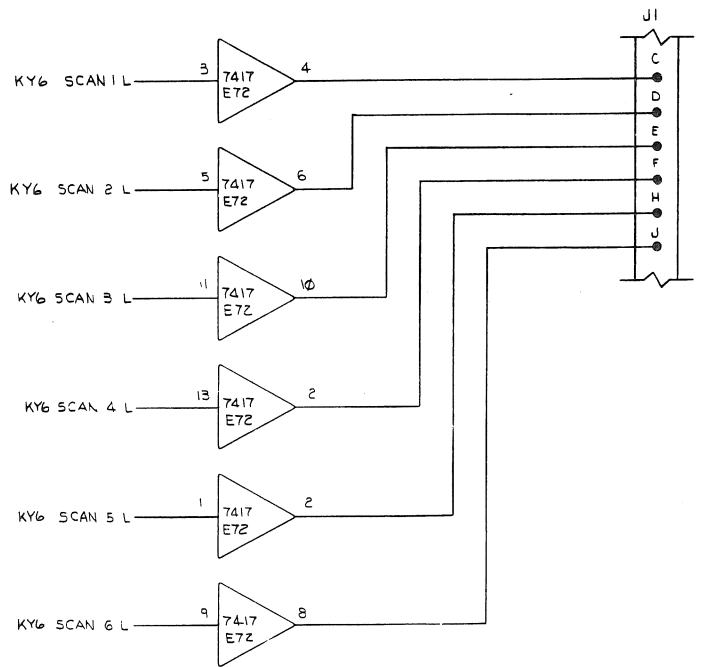 J1
C
KY6 SCAN 1 L 3 7417 4
E72
D
E
KY6 SCAN 2 L 5 7417 6
E72
F
H
J
KY6 SCAN 3 L 11 7417 10
E72
KY6 SCAN 4 L 13 7417 2
E72
KY6 SCAN 5 L 1 7417 2
E72
KY6 SCAN 6 L 9 7417 8
E72